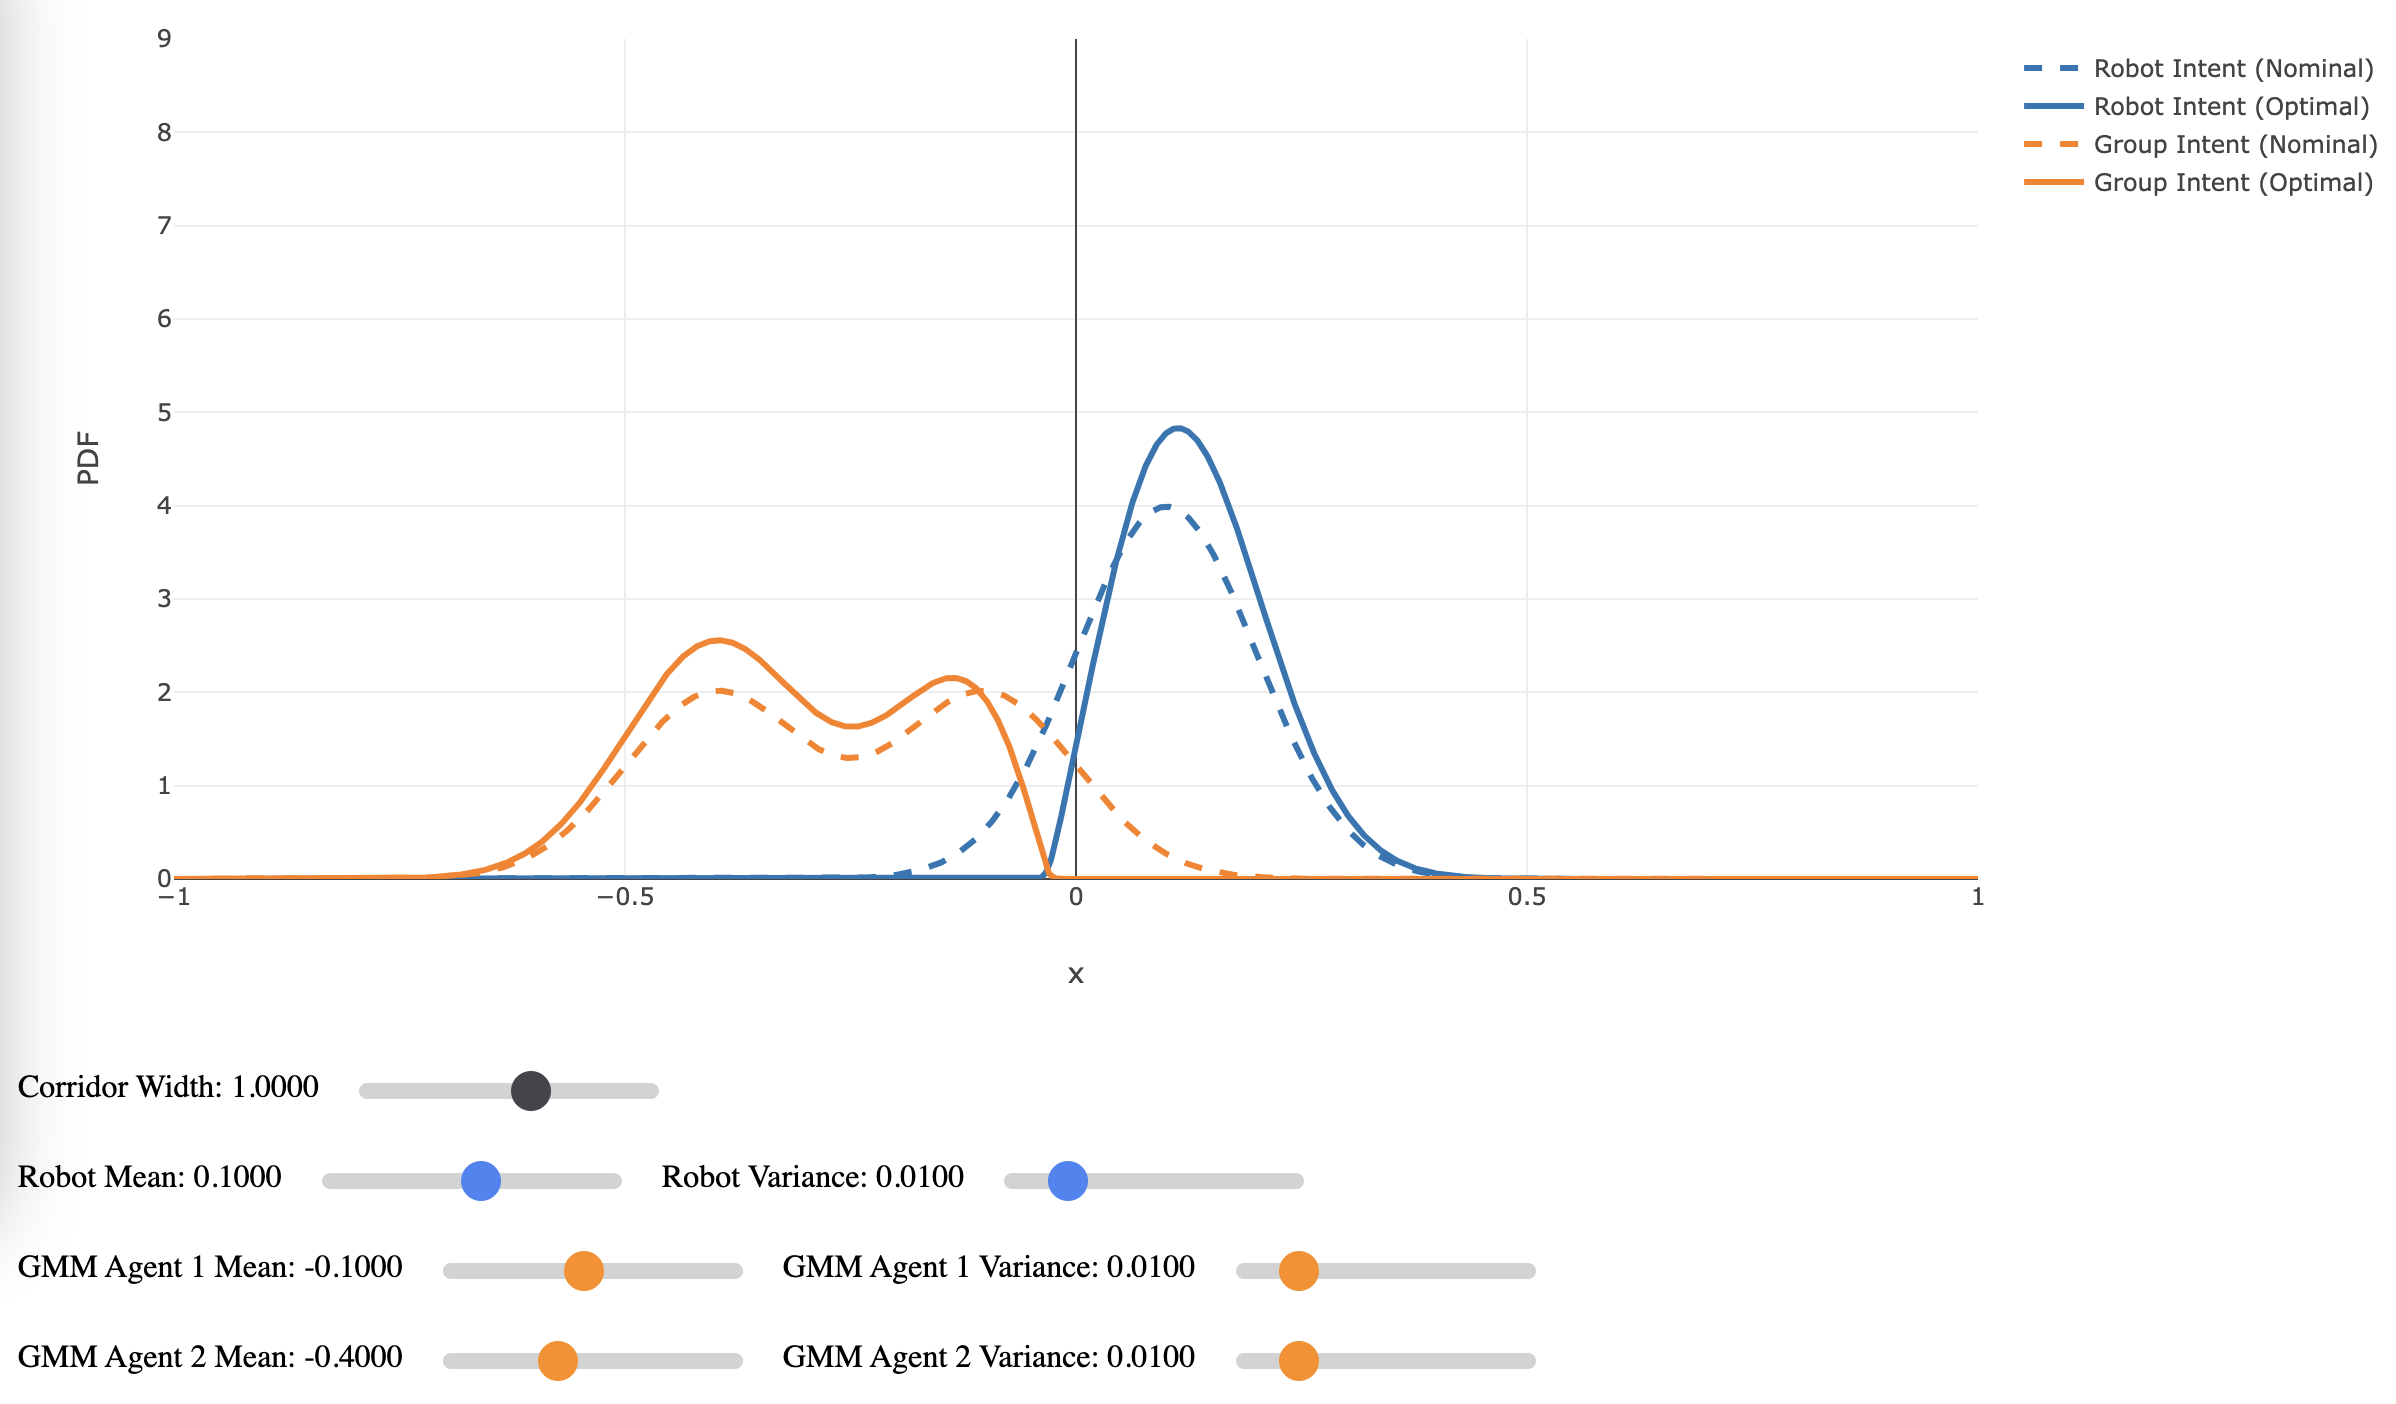 9
8
7
6
5
4
3
2
1
0
PDF
−1
−0.5
0
0.5
1
x
Robot Intent (Nominal)
Robot Intent (Optimal)
Group Intent (Nominal)
Group Intent (Optimal)
Corridor Width: 1.0000
Robot Mean: 0.1000 Robot Variance: 0.0100
GMM Agent 1 Mean: -0.1000 GMM Agent 1 Variance: 0.0100
GMM Agent 2 Mean: -0.4000 GMM Agent 2 Variance: 0.0100